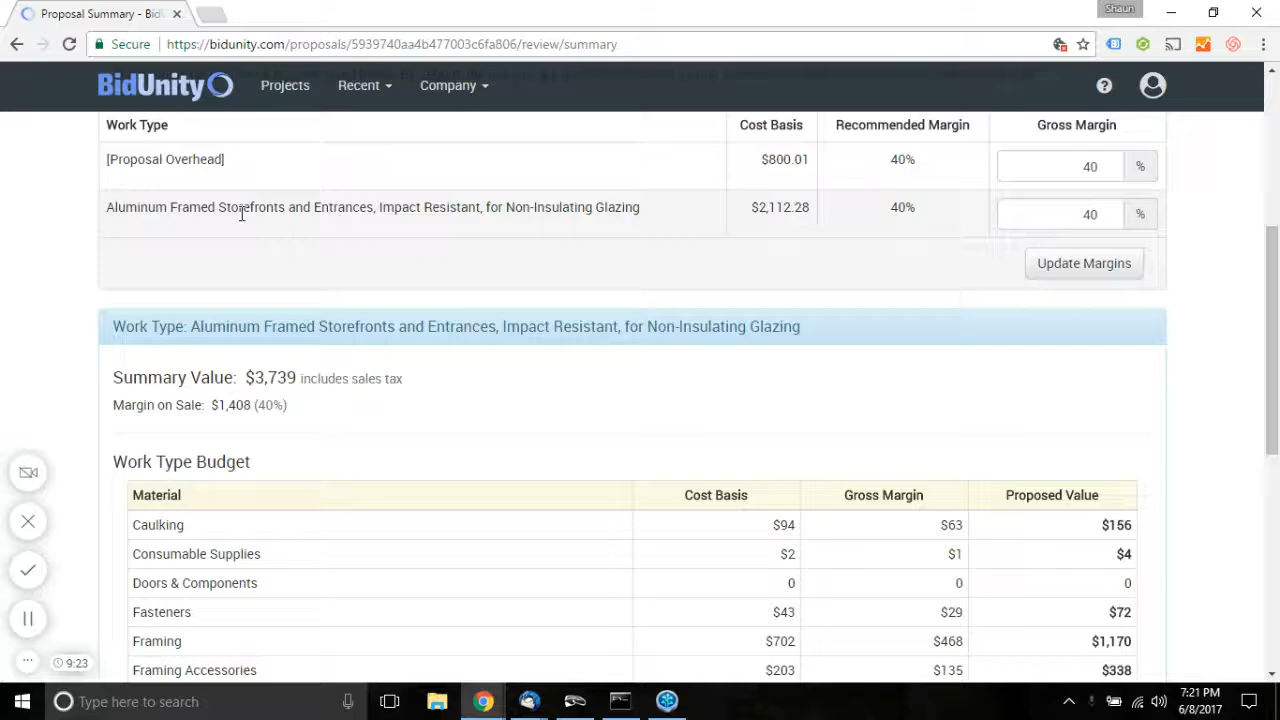 Proposal Summary - Bid
Shaun
Secure https://bidunity.com/proposals/5939740aa4b477003c6fa806/review/summary
BidUnity Projects Recent Company
Work Type Cost Basis Recommended Margin Gross Margin
[Proposal Overhead] $800.01 40% 40 %
Aluminum Framed Storefronts and Entrances, Impact Resistant, for Non-Insulating Glazing $2,112.28 40% 40 %
Update Margins
Work Type: Aluminum Framed Storefronts and Entrances, Impact Resistant, for Non-Insulating Glazing
Summary Value: $3,739 includes sales tax
Margin on Sale: $1,408 (40%)
Work Type Budget
Material Cost Basis Gross Margin Proposed Value
Caulking $94 $63 $156
Consumable Supplies $2 $1 $4
Doors & Components 0 0 0
Fasteners $43 $29 $72
Framing $702 $468 $1,170
Framing Accessories $203 $135 $338
9:23
Type here to search
7:21 PM
6/8/2017